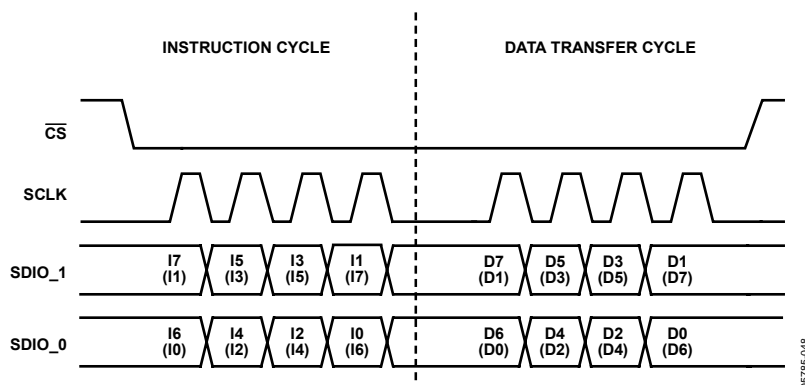 INSTRUCTION CYCLE DATA TRANSFER CYCLE
CS
SCLK
SDIO_1
I7 I5 I3 I1 D7 D5 D3 D1
(I1) (I3) (I5) (I7) (D1) (D3) (D5) (D7)
SDIO_0
I6 I4 I2 I0 D6 D4 D2 D0
(I0) (I2) (I4) (I6) (D0) (D2) (D4) (D6)